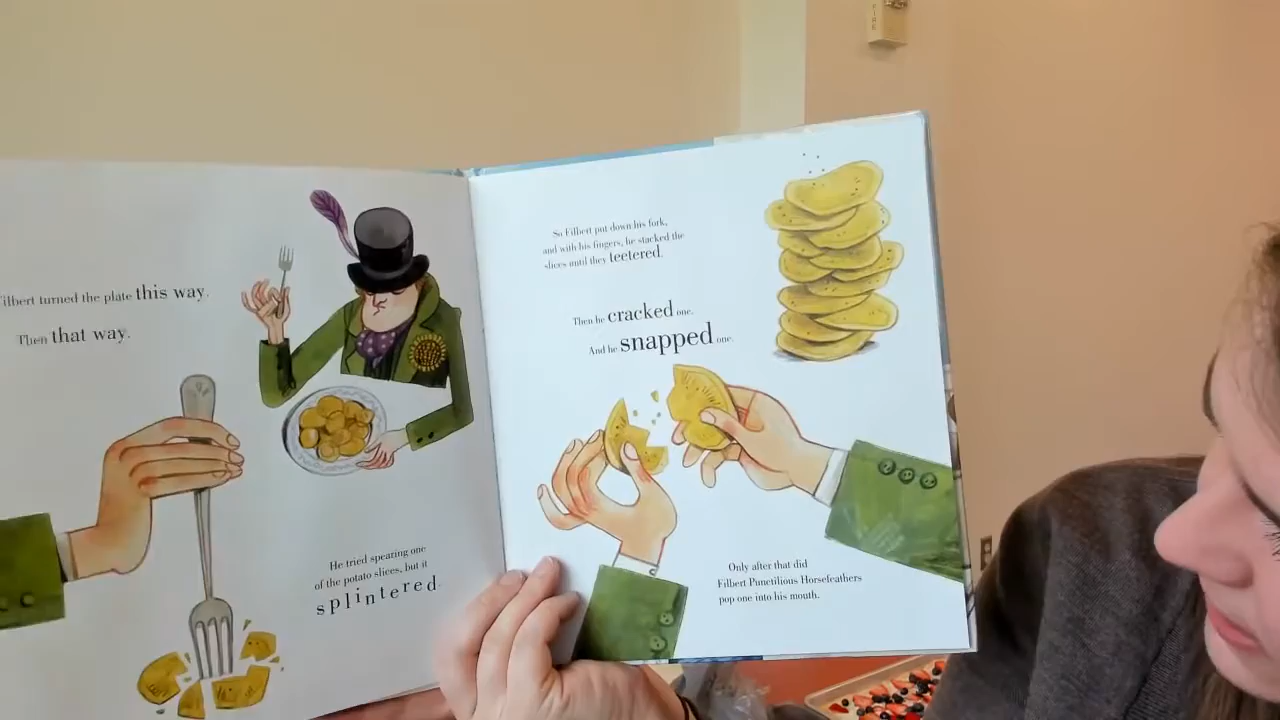 ilbert turned the plate this way.
Then that way.
He tried spearing one
of the potato slices, but it
splintered.
So Filbert put down his fork,
and with his fingers, he stacked the
slices until they teetered.
Then he cracked one.
And he snapped one.
Only after that did
Filbert Punctilious Horsefeathers
pop one into his mouth.
FIRE